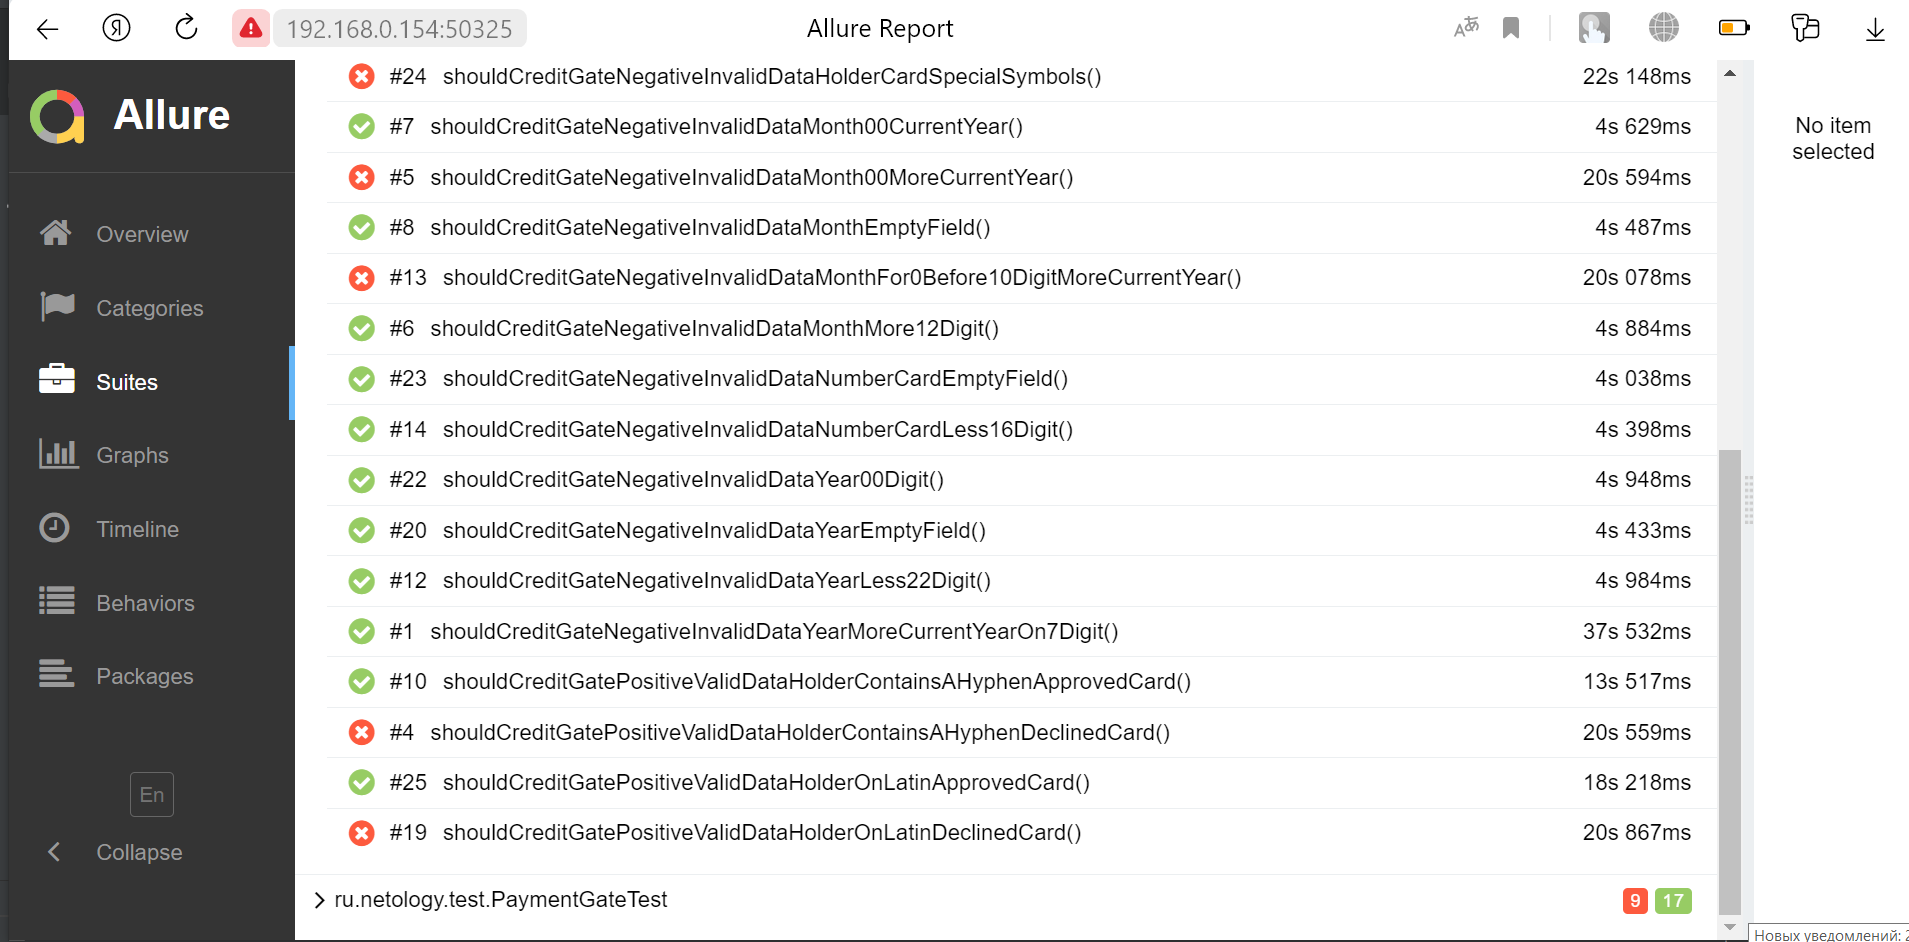 Я
192.168.0.154:50325
Allure Report
Allure
Overview
Categories
Suites
Graphs
Timeline
Behaviors
Packages
En
Collapse
#24 shouldCreditGateNegativeInvalidDataHolderCardSpecialSymbols() 22s 148ms
#7 shouldCreditGateNegativeInvalidDataMonth00CurrentYear() 4s 629ms
#5 shouldCreditGateNegativeInvalidDataMonth00MoreCurrentYear() 20s 594ms
#8 shouldCreditGateNegativeInvalidDataMonthEmptyField() 4s 487ms
#13 shouldCreditGateNegativeInvalidDataMonthFor0Before10DigitMoreCurrentYear() 20s 078ms
#6 shouldCreditGateNegativeInvalidDataMonthMore12Digit() 4s 884ms
#23 shouldCreditGateNegativeInvalidDataNumberCardEmptyField() 4s 038ms
#14 shouldCreditGateNegativeInvalidDataNumberCardLess16Digit() 4s 398ms
#22 shouldCreditGateNegativeInvalidDataYear00Digit() 4s 948ms
#20 shouldCreditGateNegativeInvalidDataYearEmptyField() 4s 433ms
#12 shouldCreditGateNegativeInvalidDataYearLess22Digit() 4s 984ms
#1 shouldCreditGateNegativeInvalidDataYearMoreCurrentYearOn7Digit() 37s 532ms
#10 shouldCreditGatePositiveValidDataHolderContainsAHyphenApprovedCard() 13s 517ms
#4 shouldCreditGatePositiveValidDataHolderContainsAHyphenDeclinedCard() 20s 559ms
#25 shouldCreditGatePositiveValidDataHolderOnLatinApprovedCard() 18s 218ms
#19 shouldCreditGatePositiveValidDataHolderOnLatinDeclinedCard() 20s 867ms
ru.netology.test.PaymentGateTest 9 17
No item
selected
Новых уведомлений: